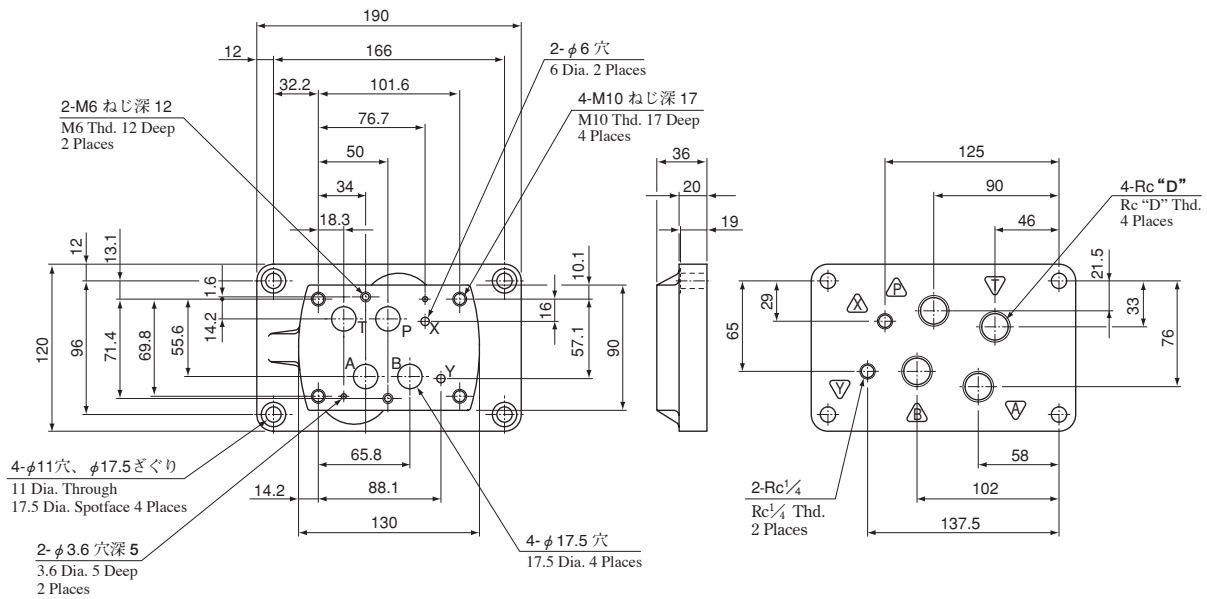 190
12
166
32.2
101.6
76.7
50
34
18.3
2-φ6 穴
6 Dia. 2 Places
4-M10 ねじ深 17
M10 Thd. 17 Deep
4 Places
2-M6 ねじ深 12
M6 Thd. 12 Deep
2 Places
12
13.1
1.6
14.2
120
96
71.4
69.8
55.6
T
P
X
A
B
Y
10.1
16
57.1
90
65.8
14.2
88.1
130
4-φ11穴、φ17.5ざぐり
11 Dia. Through
17.5 Dia. Spotface 4 Places
2-φ3.6 穴深 5
3.6 Dia. 5 Deep
2 Places
4-φ17.5 穴
17.5 Dia. 4 Places
36
20
19
125
90
46
4-Rc "D"
Rc “D” Thd.
4 Places
21.5
33
76
29
65
X
P
T
Y
B
A
58
102
137.5
2-Rc1/4
Rc1/4 Thd.
2 Places